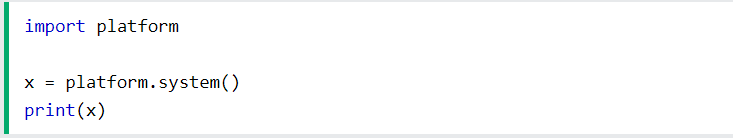 import platform
x = platform.system()
print(x)